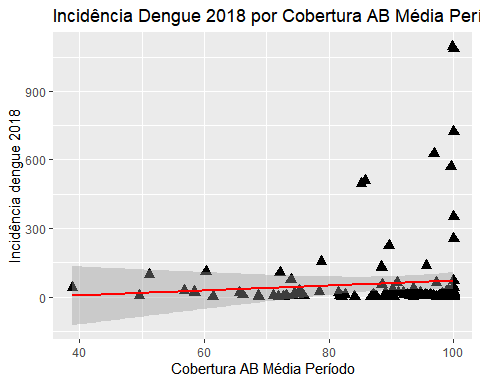 Incidência Dengue 2018 por Cobertura AB Média Perí
Incidência dengue 2018
900
600
300
0
40
60
80
100
Cobertura AB Média Período